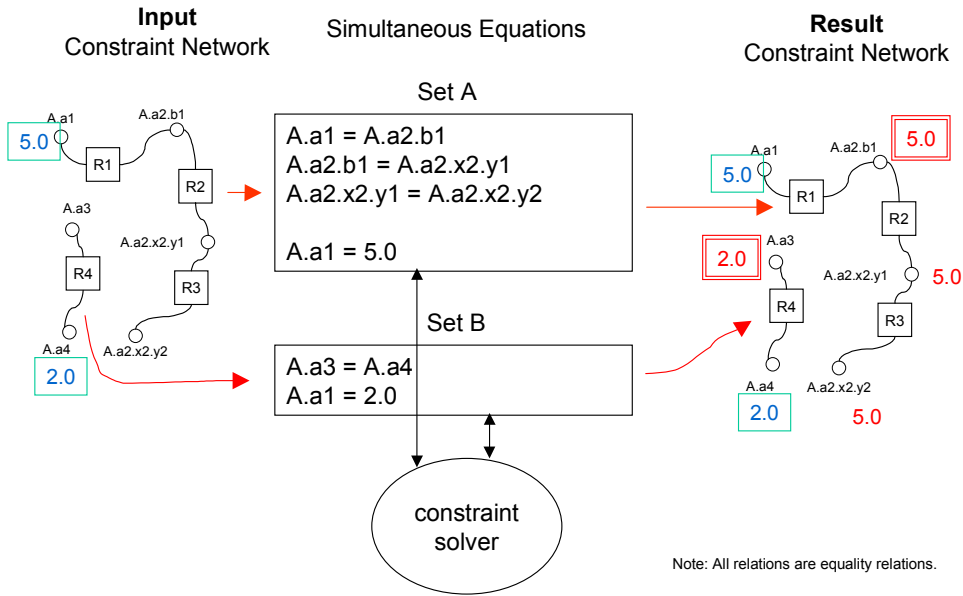 Input
Constraint Network
Simultaneous Equations
Result
Constraint Network
A.a1
A.a2.b1
5.0
R1
R2
A.a3
A.a2.x2.y1
R4
R3
A.a4
A.a2.x2.y2
2.0
Set A
A.a1 = A.a2.b1
A.a2.b1 = A.a2.x2.y1
A.a2.x2.y1 = A.a2.x2.y2
A.a1 = 5.0
Set B
A.a3 = A.a4
A.a1 = 2.0
constraint
solver
A.a1
A.a2.b1
5.0
5.0
R1
R2
2.0
A.a3
A.a2.x2.y1
5.0
R4
R3
A.a4
A.a2.x2.y2
2.0
5.0
Note: All relations are equality relations.